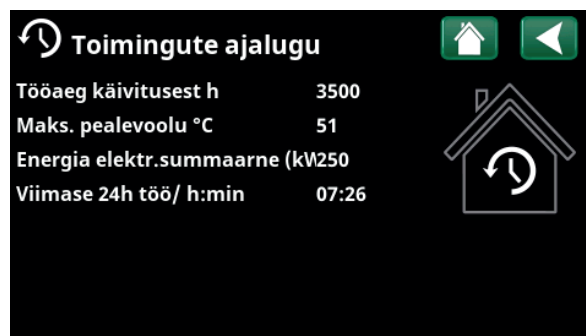 Toimingute ajalugu
Tööaeg käivitusest h 3500
Maks. pealevoolu °C 51
Energia elektr.summaarne (kW250
Viimase 24h töö/ h:min 07:26